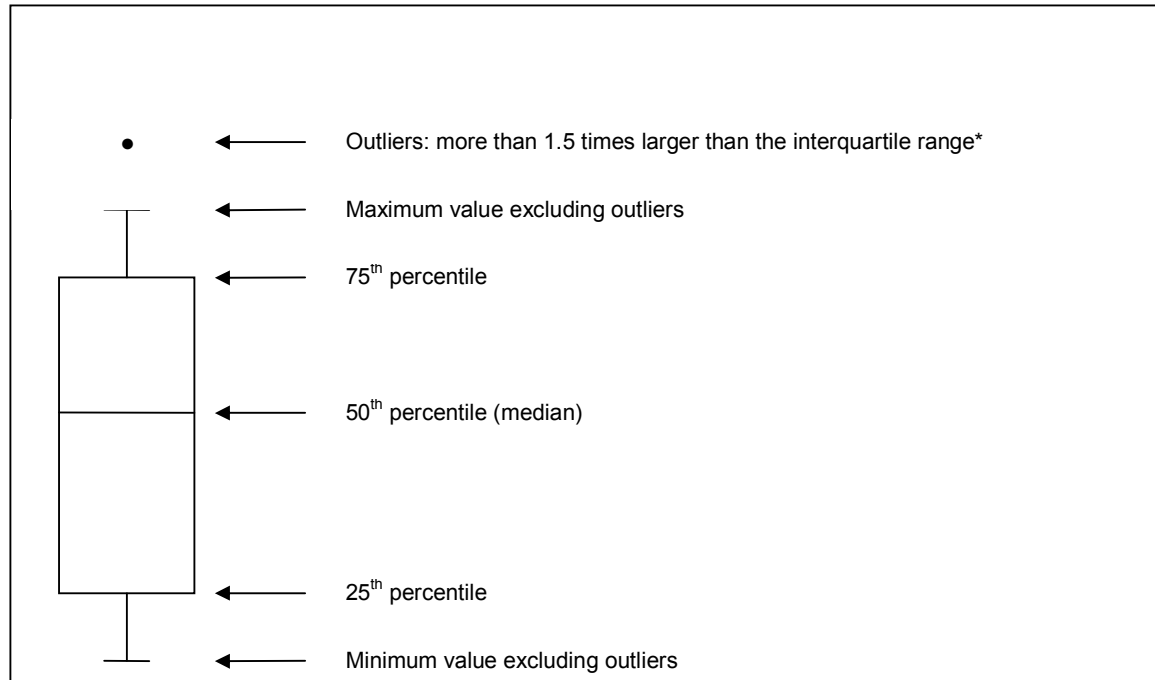 Outliers: more than 1.5 times larger than the interquartile range*
Maximum value excluding outliers
75th percentile
50th percentile (median)
25th percentile
Minimum value excluding outliers